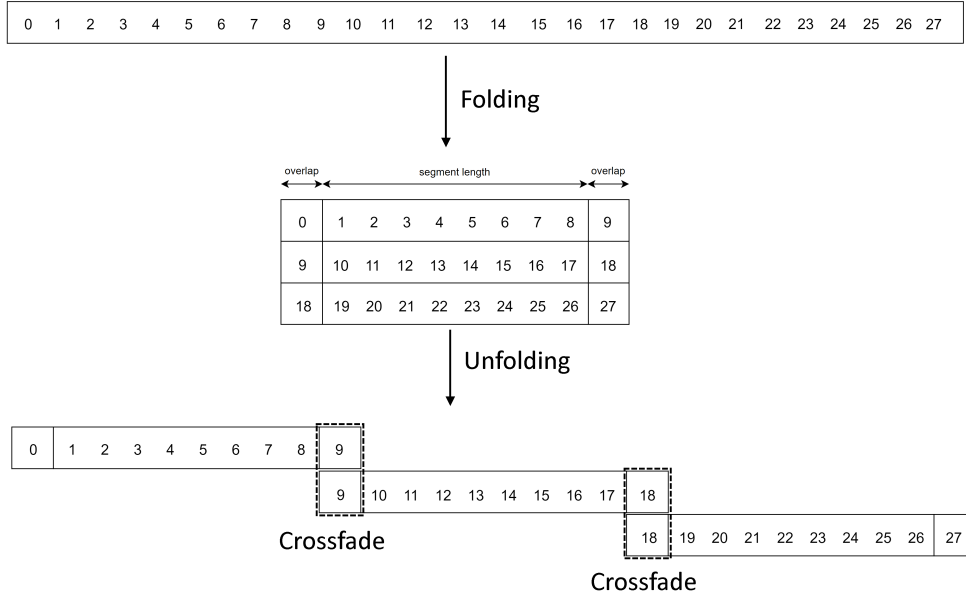 0 1 2 3 4 5 6 7 8 9 10 11 12 13 14 15 16 17 18 19 20 21 22 23 24 25 26 27
Folding
overlap segment length overlap
0 1 2 3 4 5 6 7 8 9
9 10 11 12 13 14 15 16 17 18
18 19 20 21 22 23 24 25 26 27
Unfolding
0 1 2 3 4 5 6 7 8 9
9 10 11 12 13 14 15 16 17 18
18 19 20 21 22 23 24 25 26 27
Crossfade
Crossfade